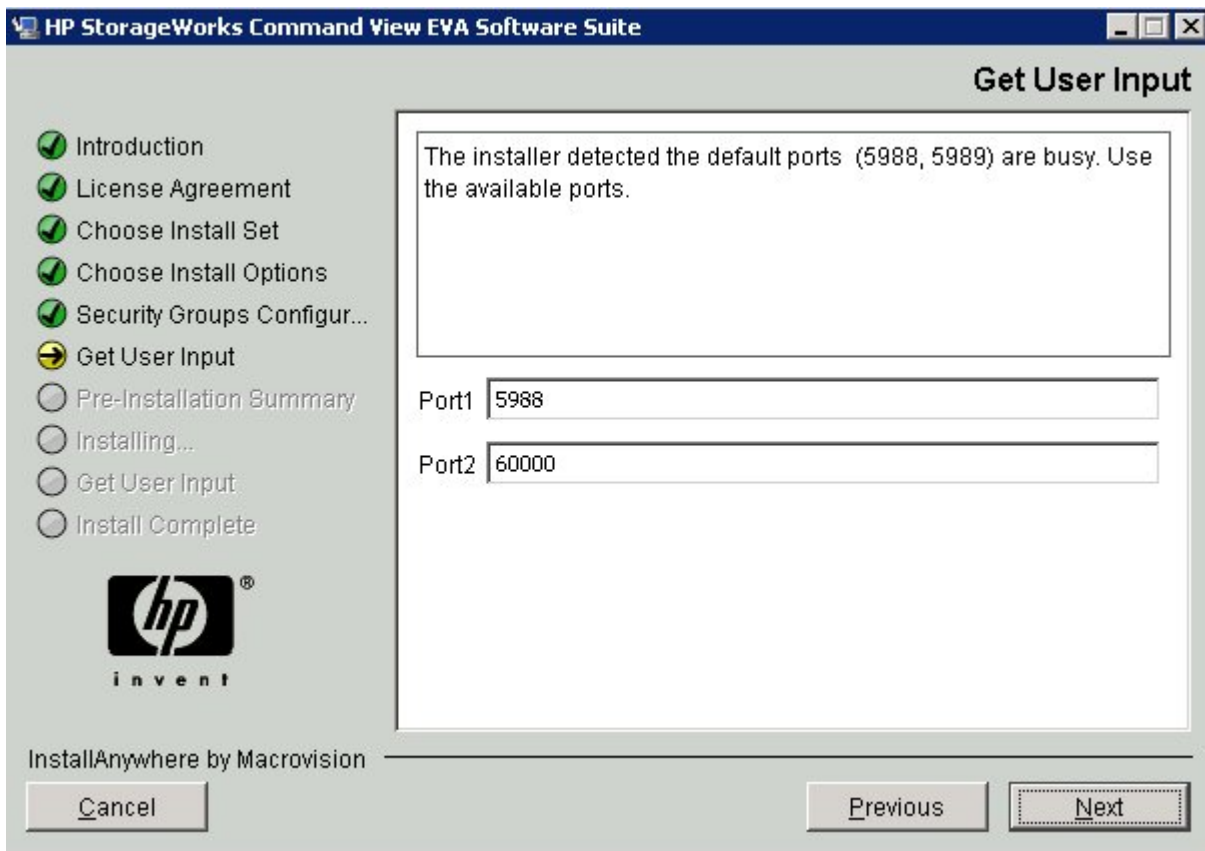 HP StorageWorks Command View EVA Software Suite
Get User Input
Introduction
License Agreement
Choose Install Set
Choose Install Options
Security Groups Configur...
Get User Input
Pre-Installation Summary
Installing...
Get User Input
Install Complete
The installer detected the default ports (5988, 5989) are busy. Use
the available ports.
Port1 5988
Port2 60000
hp ®
invent
InstallAnywhere by Macrovision
Cancel
Previous
Next